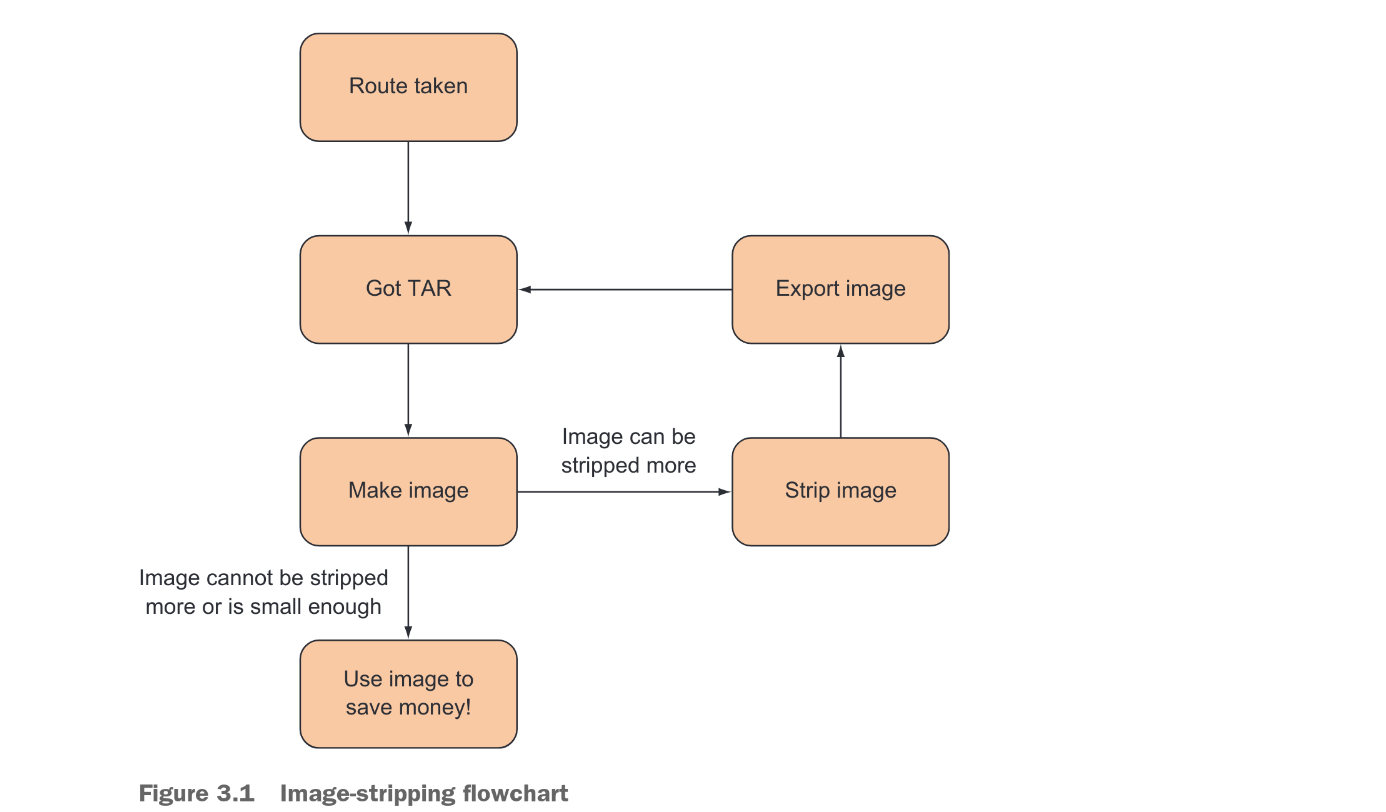 Route taken
Got TAR
Export image
Image can be
stripped more
Make image
Strip image
Image cannot be stripped
more or is small enough
Use image to
save money!
Figure 3.1 Image-stripping flowchart